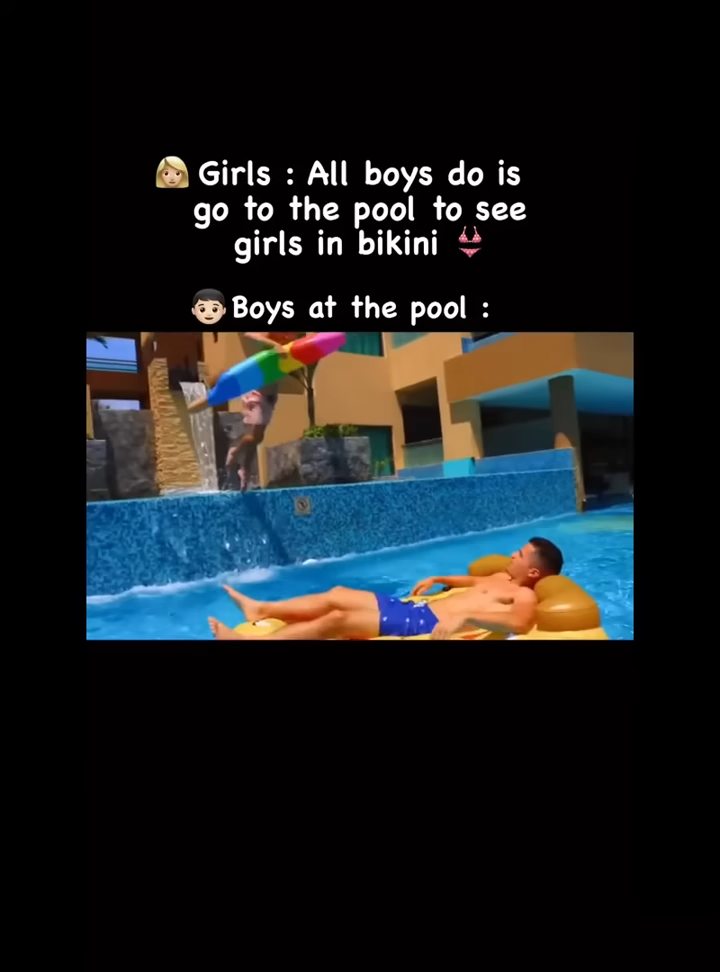 👩🏼 Girls : All boys do is
go to the pool to see
girls in bikini 👙
👦🏻 Boys at the pool :